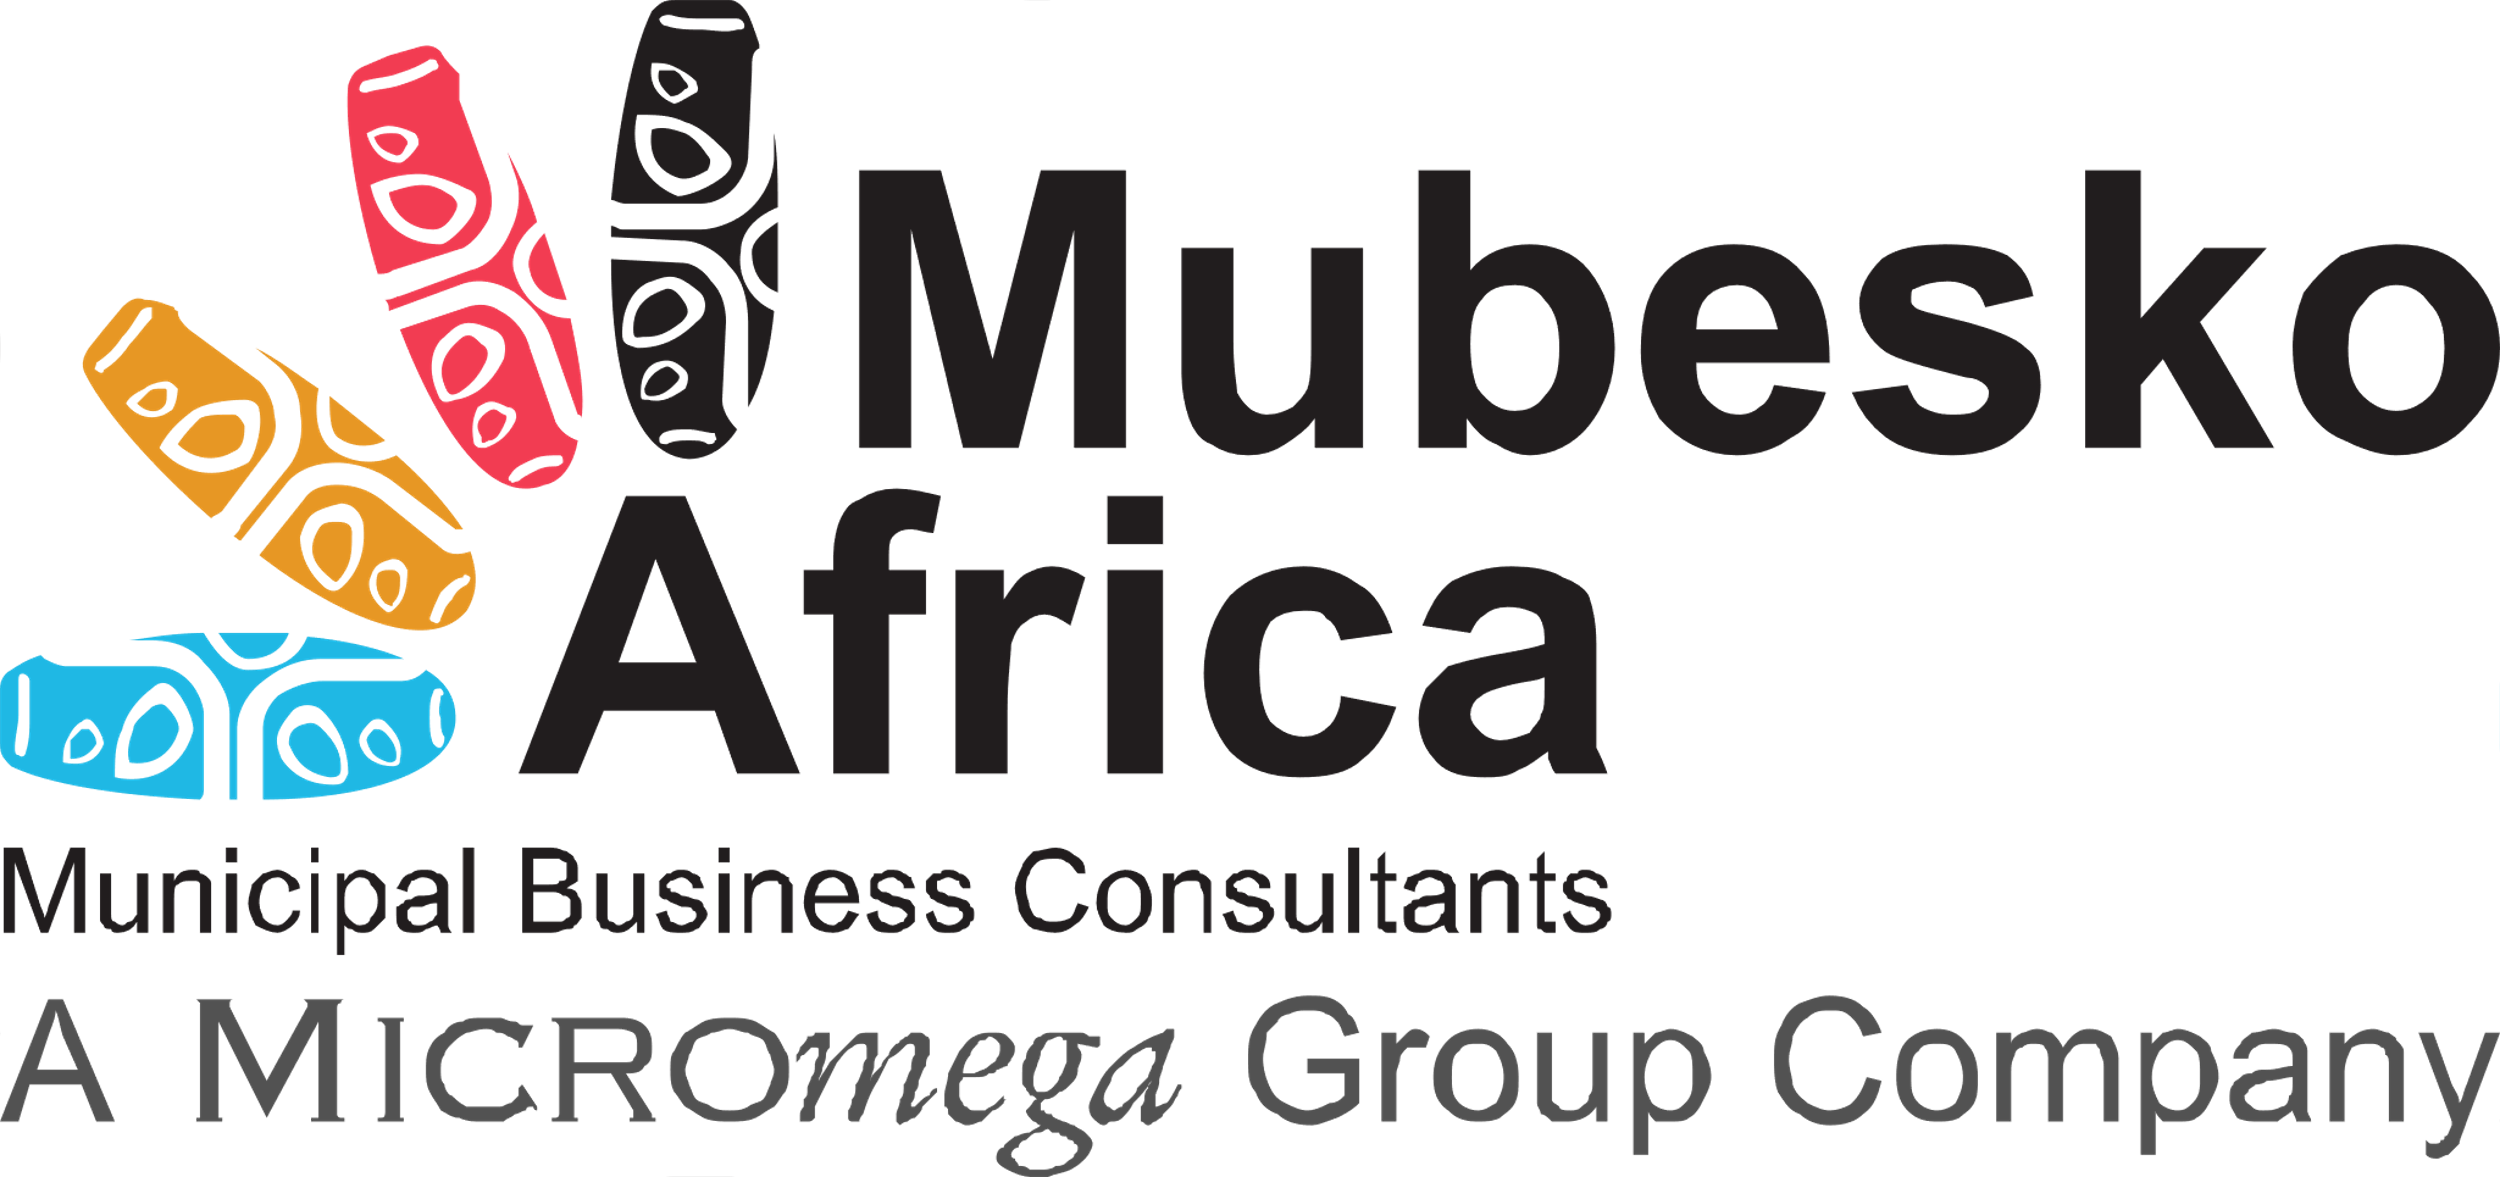 Mubesko
Africa
Municipal Business Consultants
A MICROmega Group Company